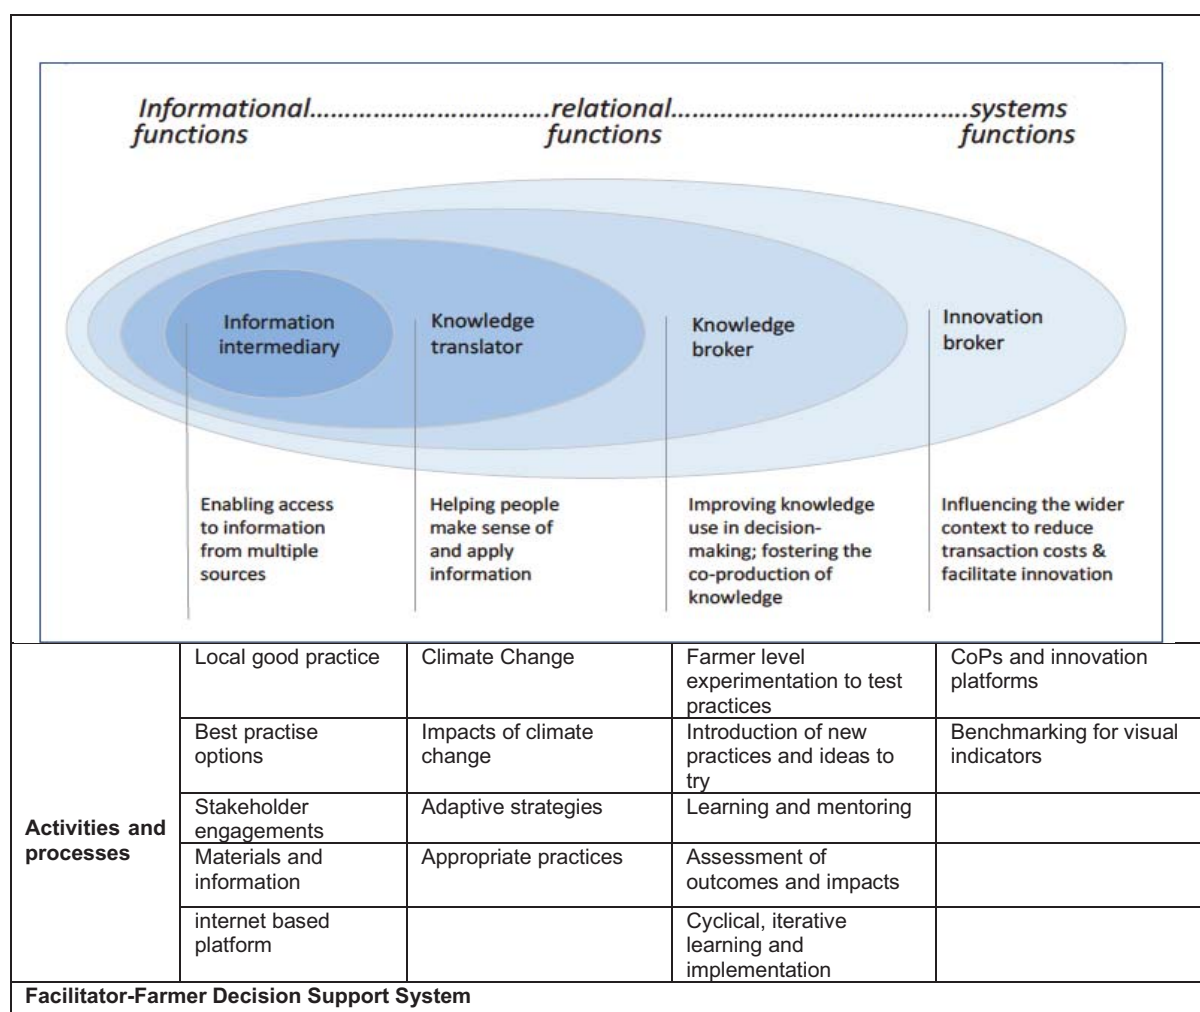 Informational……………………………….relational…………………………………..…..systems
functions functions functions
Information
intermediary
Knowledge
translator
Knowledge
broker
Innovation
broker
Enabling access
to information
from multiple
sources
Helping people
make sense of
and apply
information
Improving knowledge
use in decision-
making; fostering the
co-production of
knowledge
Influencing the wider
context to reduce
transaction costs &
facilitate innovation
Activities and
processes
Local good practice
Climate Change
Farmer level
experimentation to test
practices
CoPs and innovation
platforms
Best practise
options
Impacts of climate
change
Introduction of new
practices and ideas to
try
Benchmarking for visual
indicators
Stakeholder
engagements
Adaptive strategies
Learning and mentoring
Materials and
information
Appropriate practices
Assessment of
outcomes and impacts
internet based
platform
Cyclical, iterative
learning and
implementation
Facilitator-Farmer Decision Support System